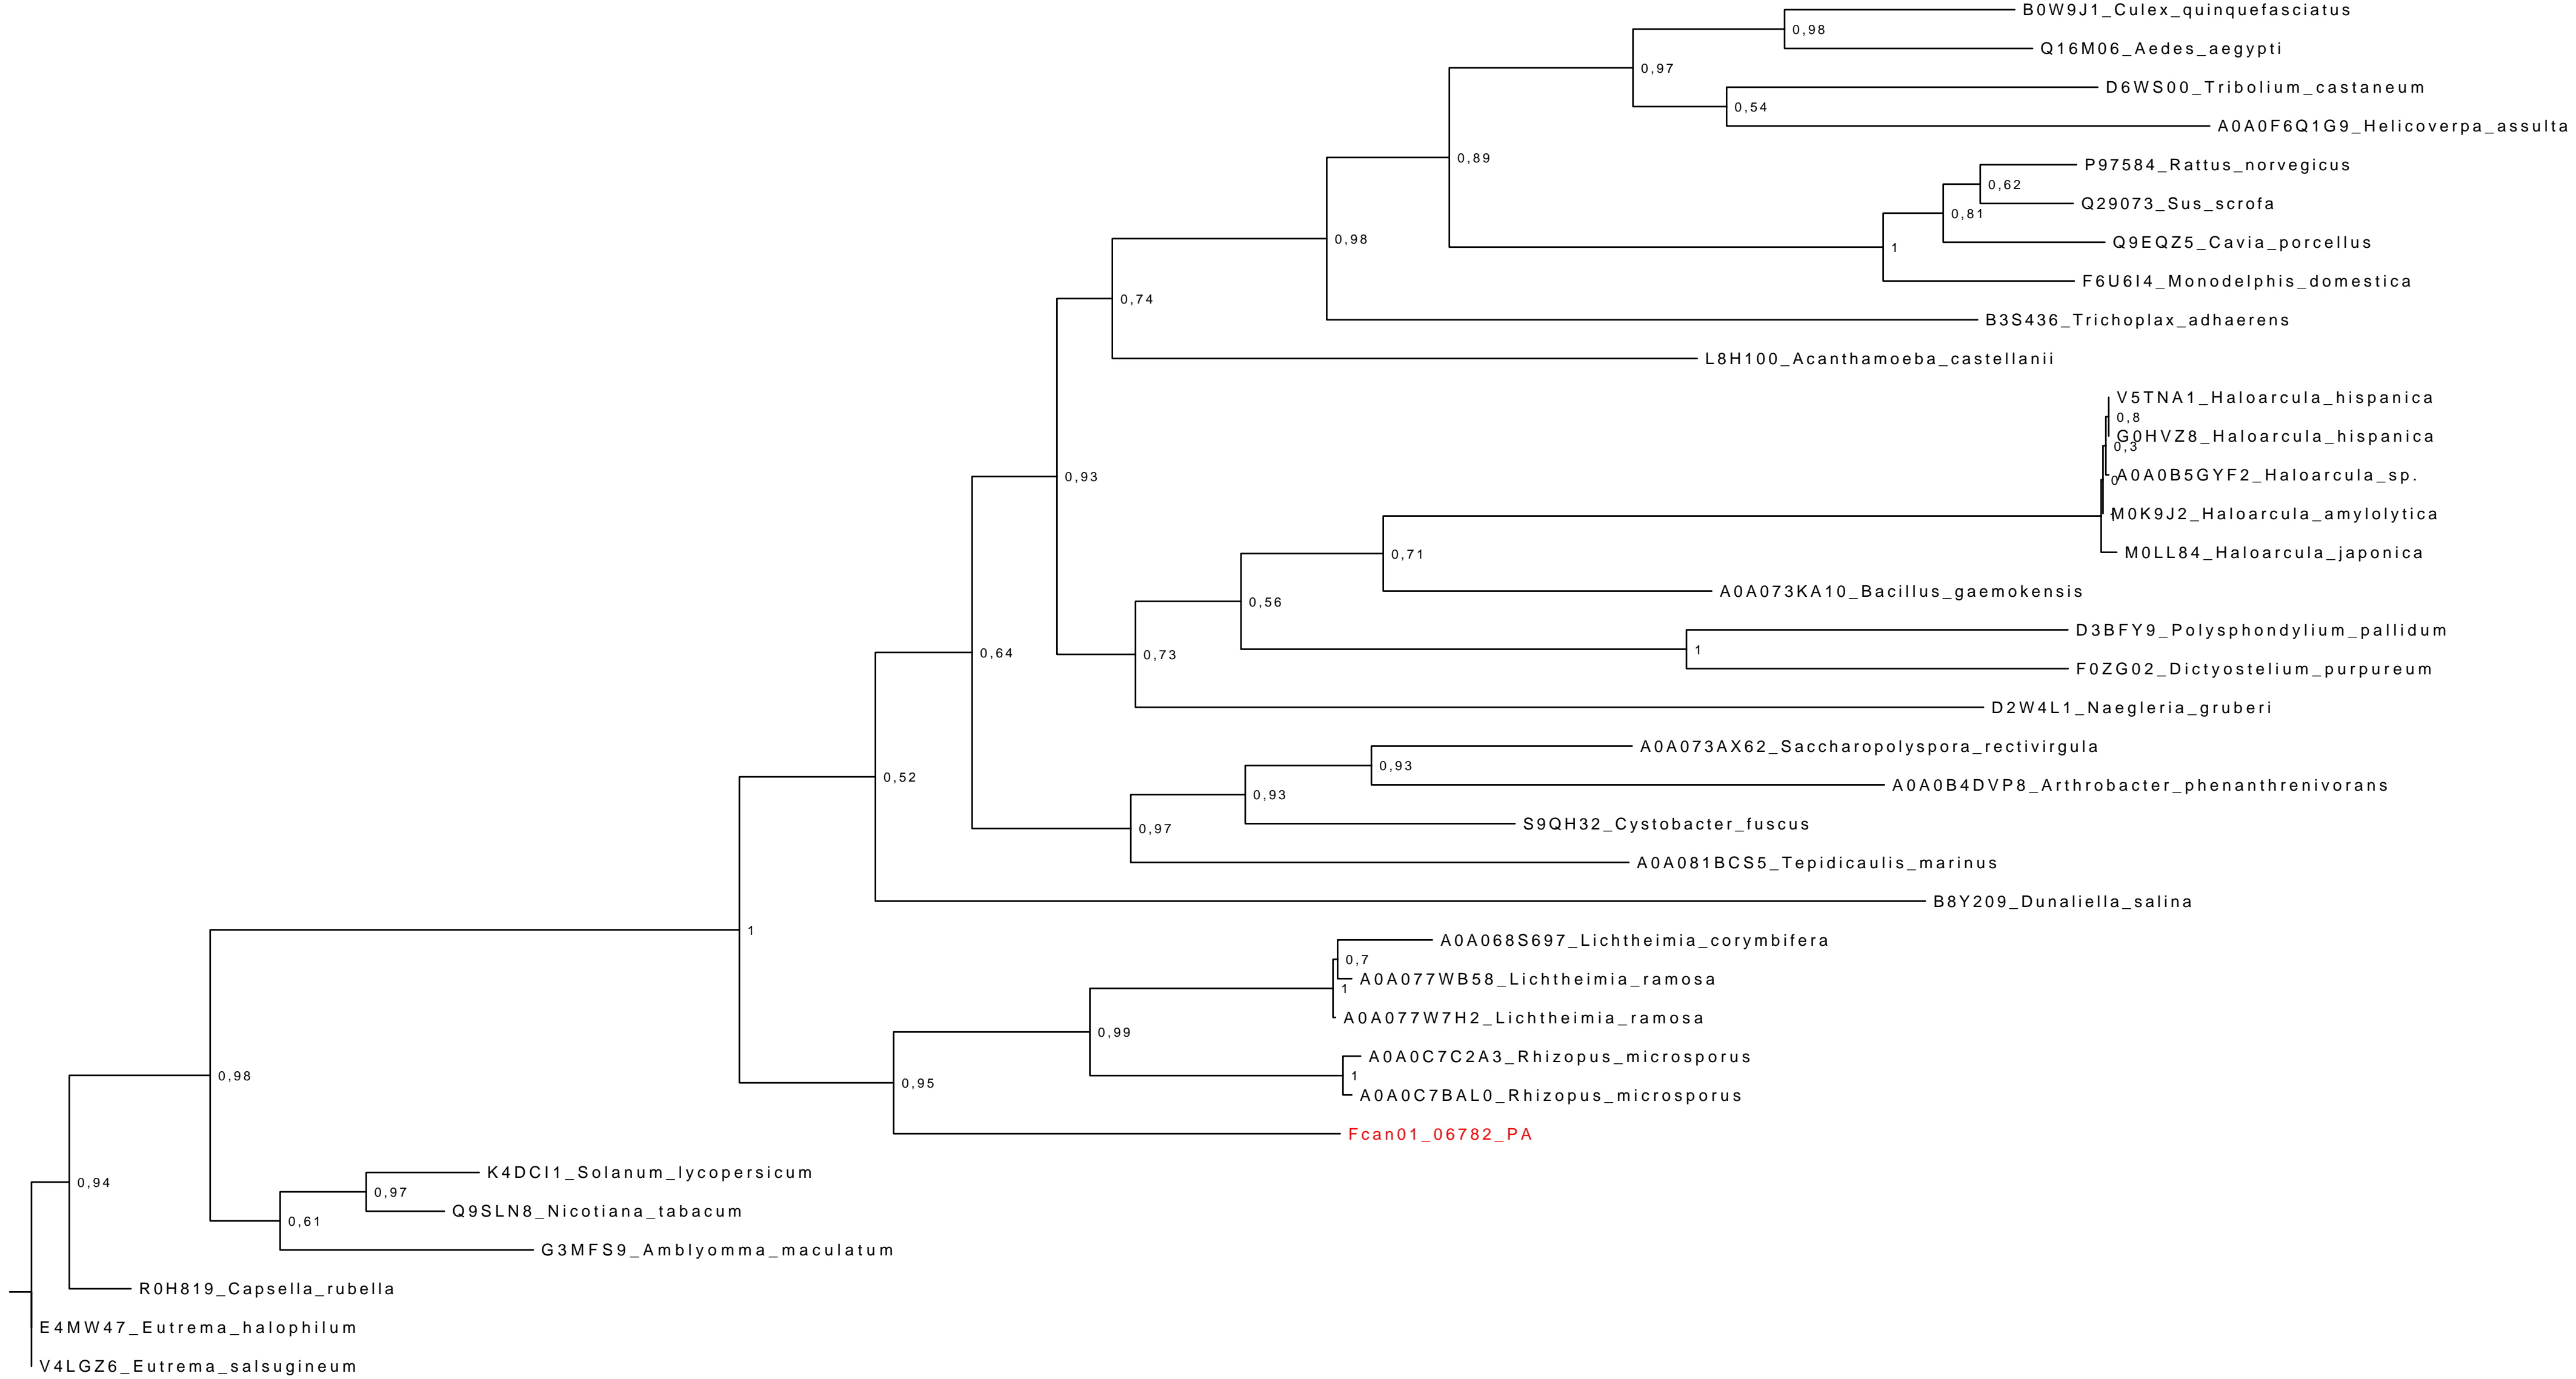 B0W9J1_Culex_quinquefasciatus
0,98
Q16M06_Aedes_aegypti
0,97
D6WS00_Tribolium_castaneum
0,54
A0A0F6Q1G9_Helicoverpa_assulta
0,89
P97584_Rattus_norvegicus
0,62
Q29073_Sus_scrofa
0,81
Q9EQZ5_Cavia_porcellus
1
F6U6I4_Monodelphis_domestica
0,98
B3S436_Trichoplax_adhaerens
0,74
L8H100_Acanthamoeba_castellanii
V5TNA1_Haloarcula_hispanica
0,8
G0HVZ8_Haloarcula_hispanica
0,3
A0A0B5GYF2_Haloarcula_sp.
0
0,93
M0K9J2_Haloarcula_amylolytica
M0LL84_Haloarcula_japonica
0,71
A0A073KA10_Bacillus_gaemokensis
0,56
D3BFY9_Polysphondylium_pallidum
1
F0ZG02_Dictyostelium_purpureum
0,73
0,64
D2W4L1_Naegleria_gruberi
A0A073AX62_Saccharopolyspora_rectivirgula
0,93
A0A0B4DVP8_Arthrobacter_phenanthrenivorans
0,93
S9QH32_Cystobacter_fuscus
0,97
A0A081BCS5_Tepidicaulis_marinus
0,52
B8Y209_Dunaliella_salina
1
A0A068S697_Lichtheimia_corymbifera
0,7
A0A077WB58_Lichtheimia_ramosa
1
A0A077W7H2_Lichtheimia_ramosa
0,99
A0A0C7C2A3_Rhizopus_microsporus
1
A0A0C7BAL0_Rhizopus_microsporus
0,95
Fcan01_06782_PA
0,98
K4DCI1_Solanum_lycopersicum
0,97
Q9SLN8_Nicotiana_tabacum
0,61
G3MFS9_Amblyomma_maculatum
0,94
R0H819_Capsella_rubella
E4MW47_Eutrema_halophilum
V4LGZ6_Eutrema_salsugineum